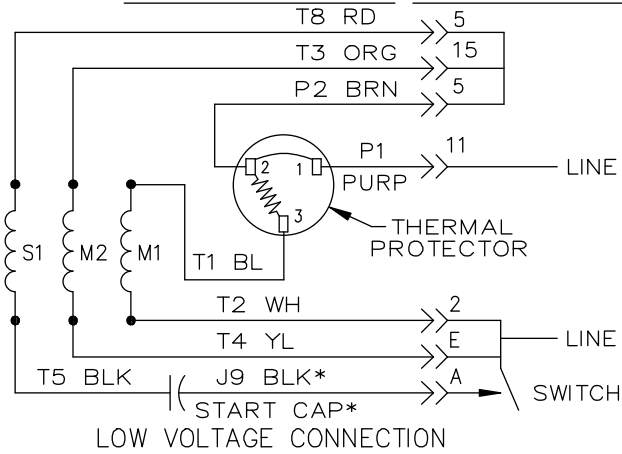 T8 RD 5
T3 ORG 15
P2 BRN 5
P1 11
2 1
LINE
PURP
3
THERMAL
PROTECTOR
S1 M2 M1
T1 BL
T2 WH 2
T4 YL E
LINE
T5 BLK J9 BLK* A
SWITCH
START CAP*
LOW VOLTAGE CONNECTION